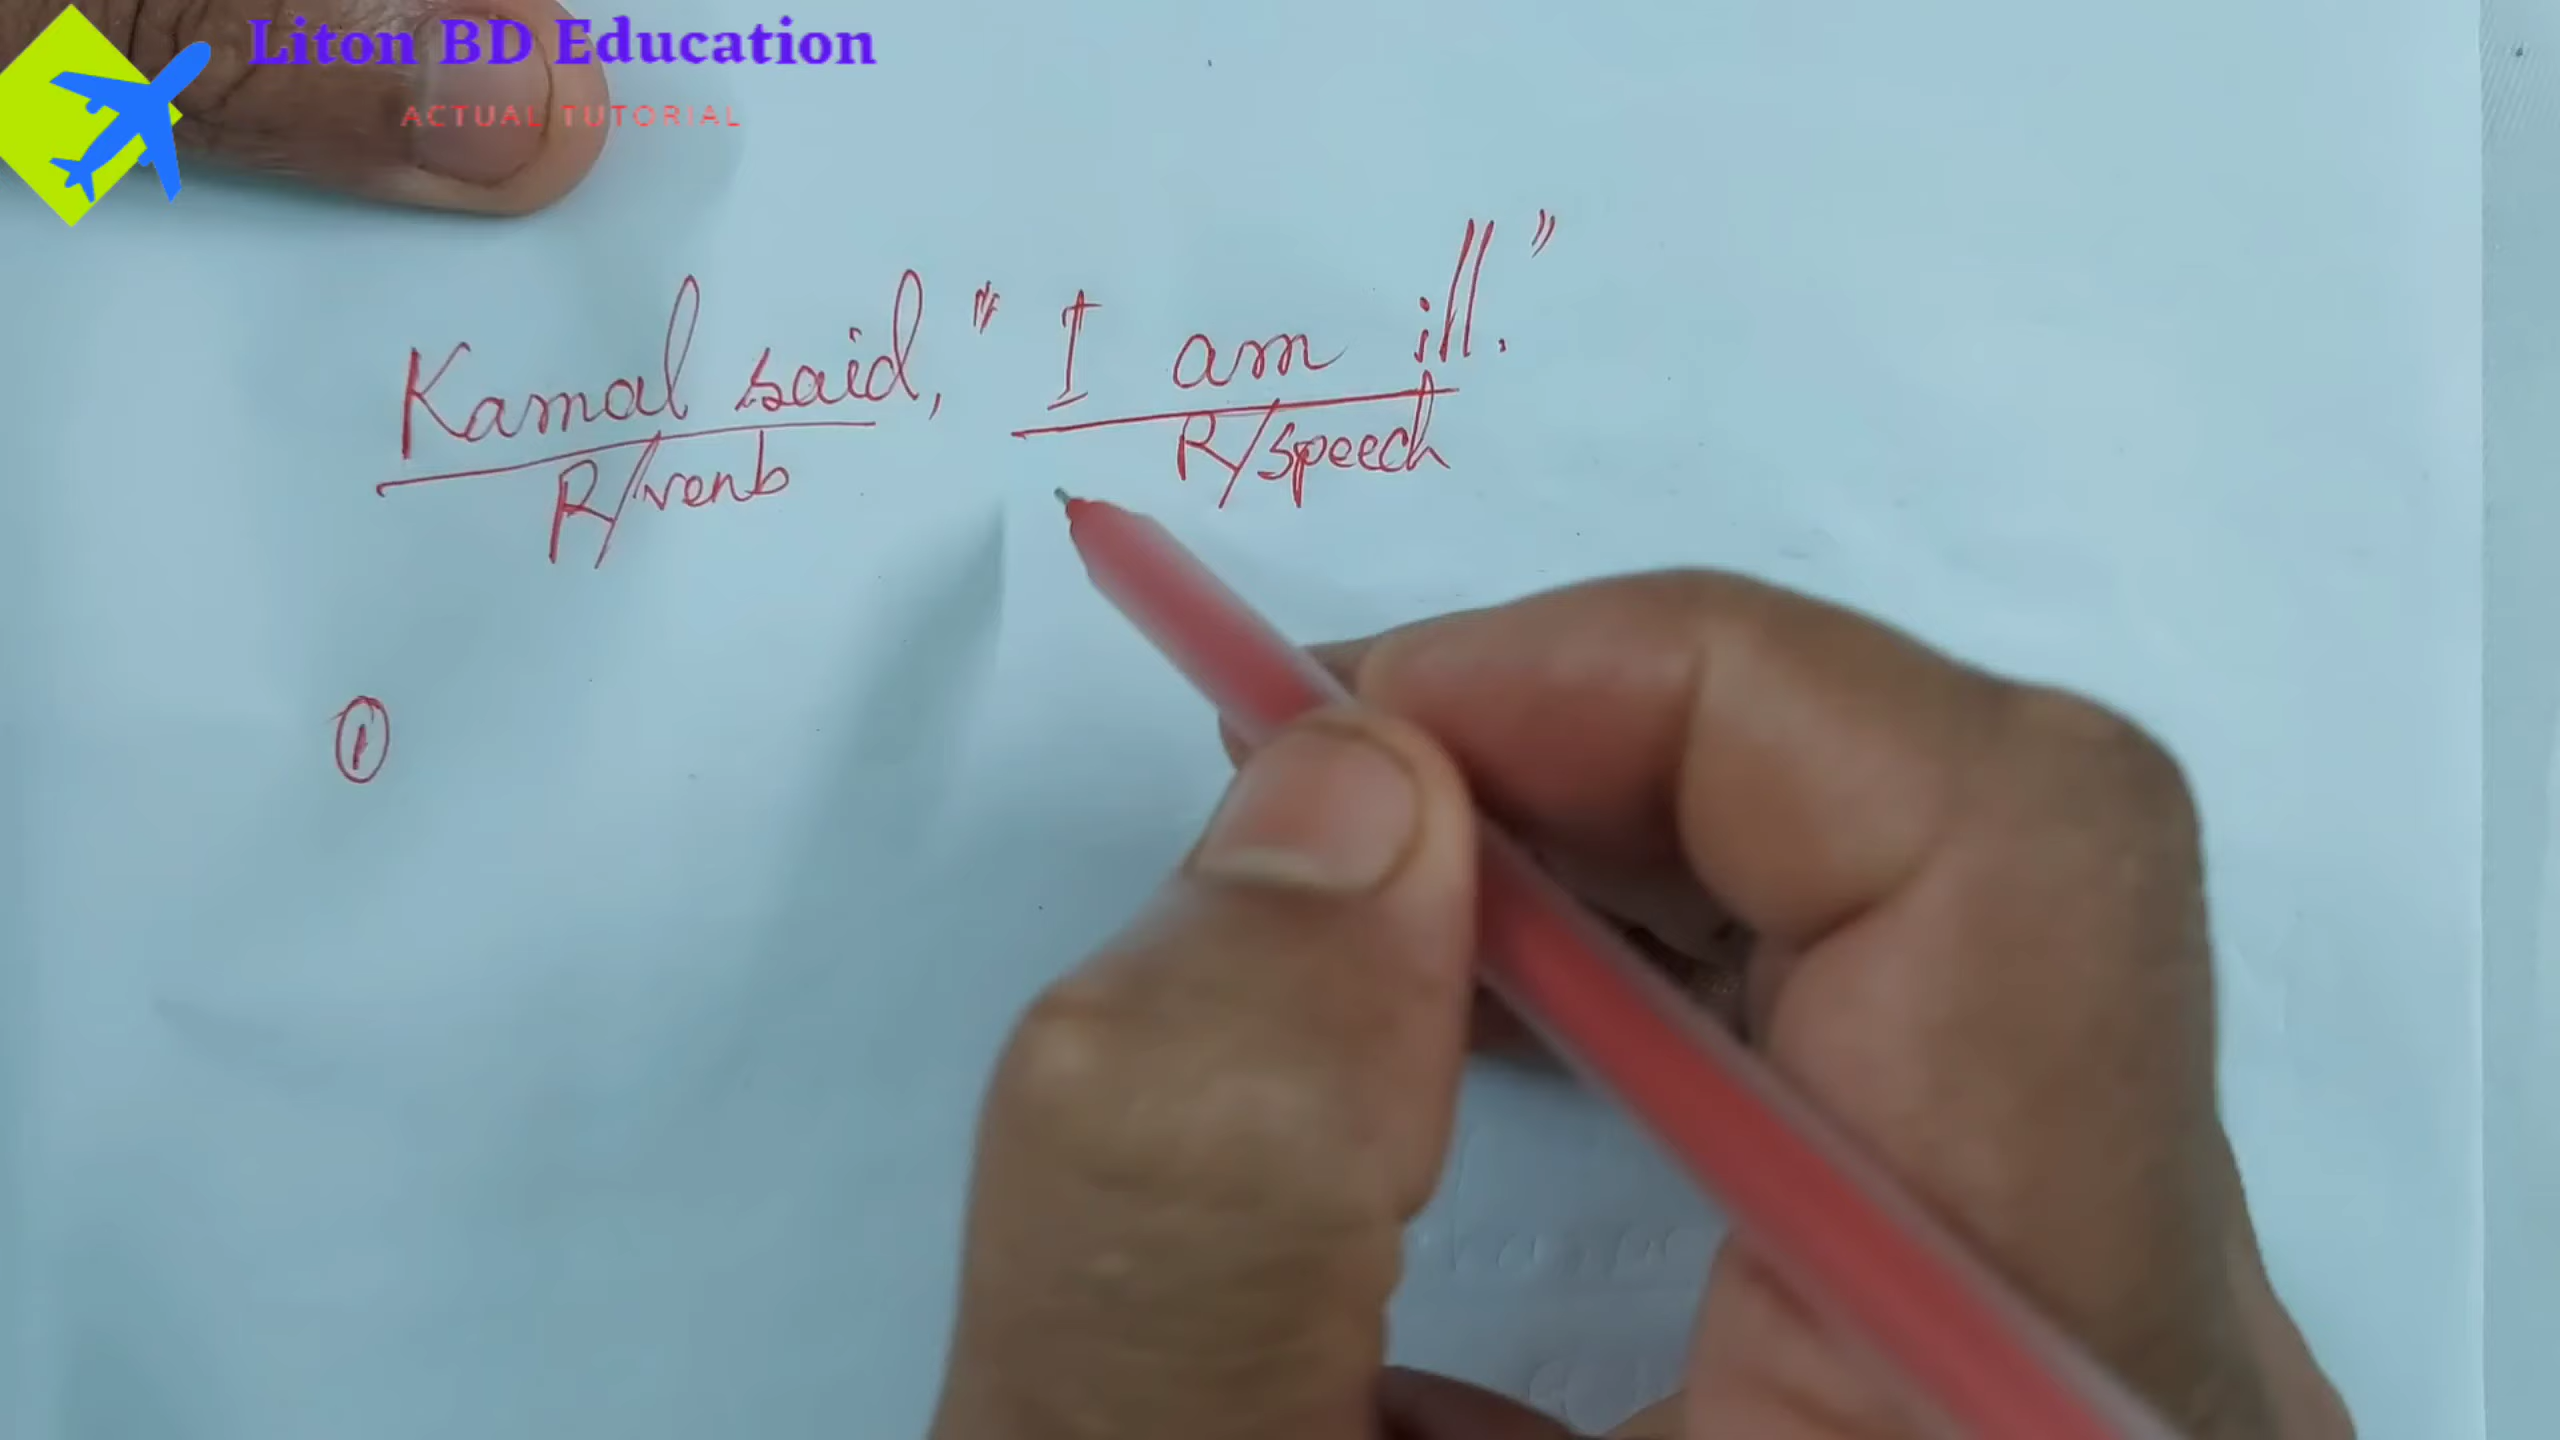 Liton BD Education
ACTUAL TUTORIAL
Kamal said, " I am ill."
R/verb R/speech
①